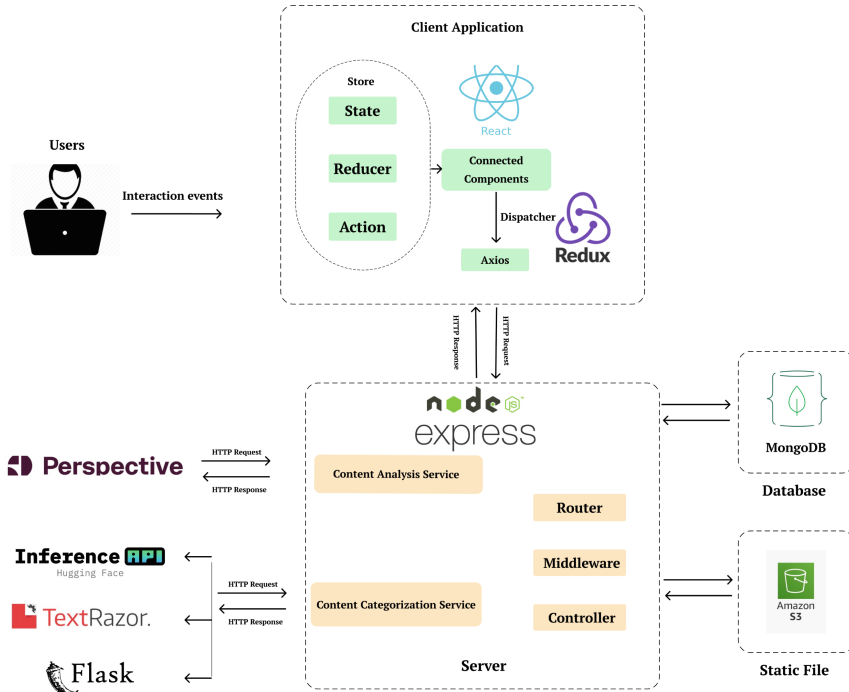 Client Application
Store
State
Reducer
Action
React
Connected
Components
Dispatcher
Redux
Axios
Users
Interaction events
HTTP Response
HTTP Request
node
JS
express
Content Analysis Service
Router
Middleware
Content Categorization Service
Controller
Server
Perspective
HTTP Request
HTTP Response
Inference API
Hugging Face
TextRazor.
Flask
HTTP Request
HTTP Response
MongoDB
Database
Amazon
S3
Static File